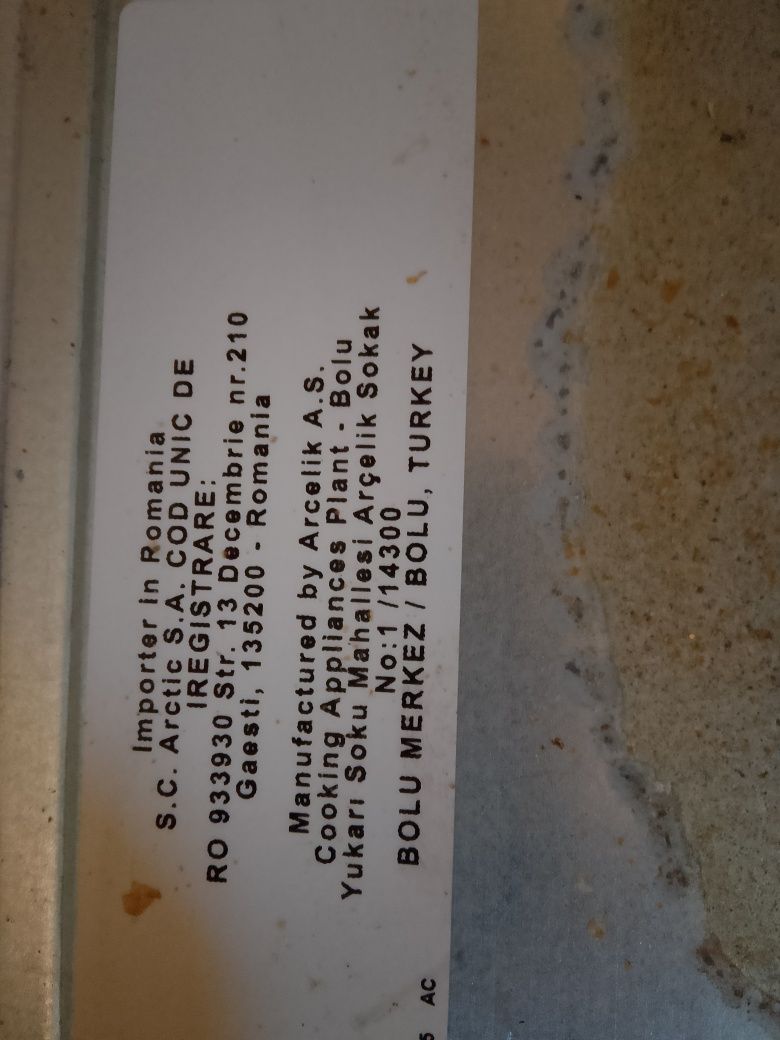 Importer in Romania
S.C. Arctic S.A. COD UNIC DE
IREGISTRARE:
RO 933930 Str. 13 Decembrie nr.210
Gaesti, 135200 - Romania
Manufactured by Arcelik A.S.
Cooking Appliances Plant - Bolu
Yukarı Soku Mahallesi Arçelik Sokak
No:1 /14300
BOLU MERKEZ / BOLU, TURKEY
5 AC